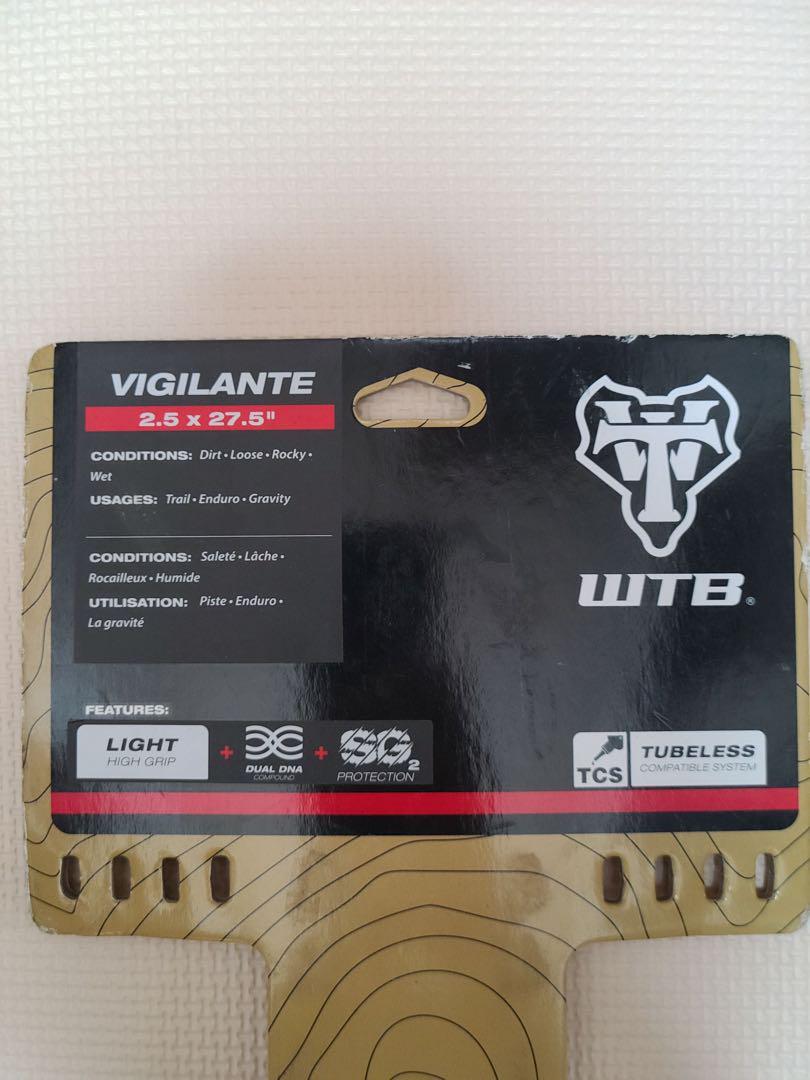 VIGILANTE
2.5 x 27.5"
CONDITIONS: Dirt • Loose • Rocky •
Wet
USAGES: Trail • Enduro • Gravity
CONDITIONS: Saleté • Lâche •
Rocailleux • Humide
UTILISATION: Piste • Enduro •
La gravité
WTB
WTB®
FEATURES:
LIGHT
HIGH GRIP
+
DUAL DNA
COMPOUND
+
SG2
PROTECTION
TCS
TUBELESS
COMPATIBLE SYSTEM